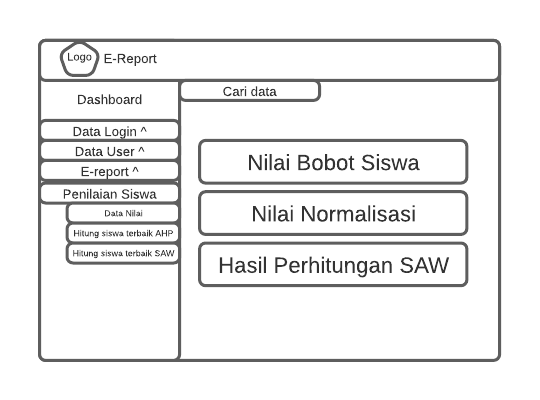 Logo
E-Report
Dashboard
Data Login ^
Data User ^
E-report ^
Penilaian Siswa
Data Nilai
Hitung siswa terbaik AHP
Hitung siswa terbaik SAW
Cari data
Nilai Bobot Siswa
Nilai Normalisasi
Hasil Perhitungan SAW